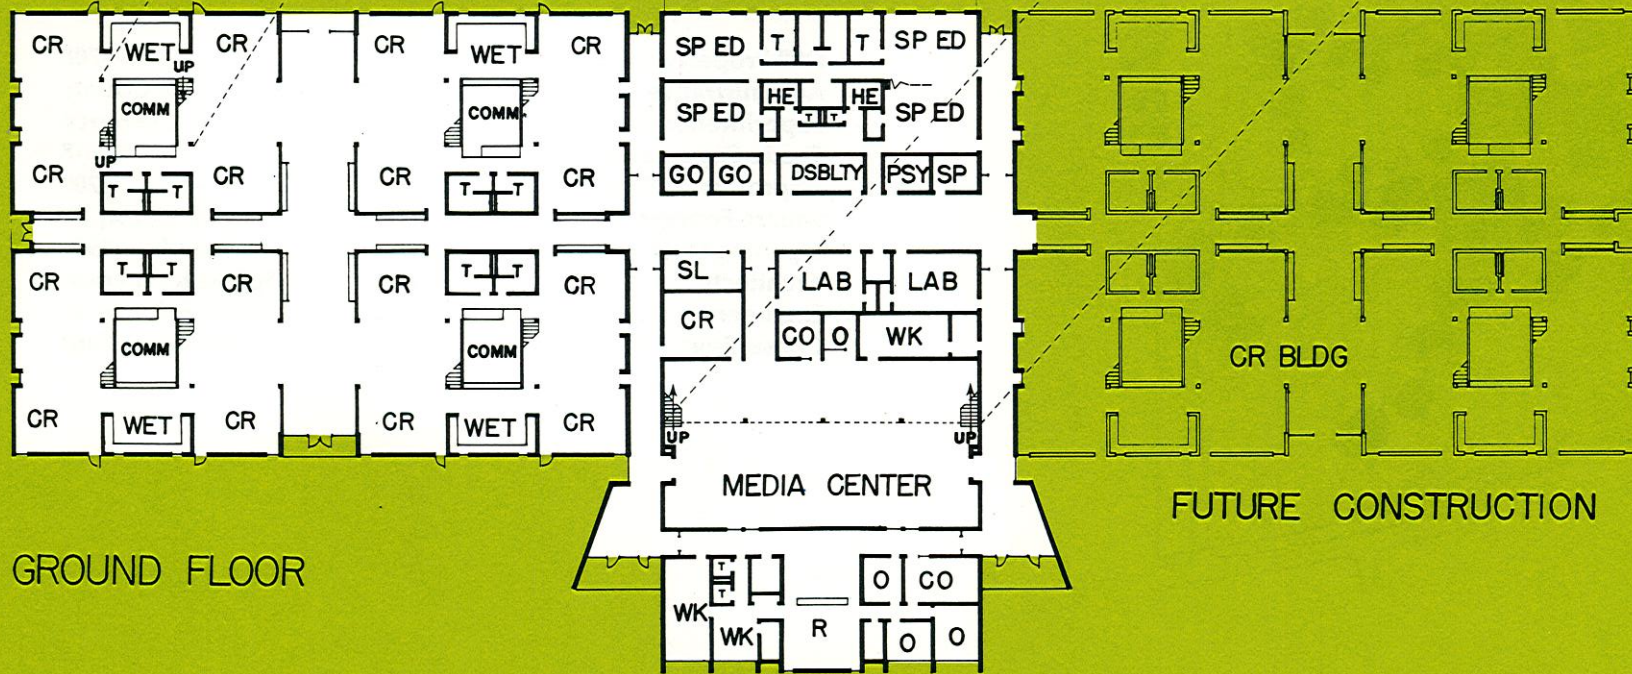 CR WET CR CR WET CR SP ED T T SP ED
UP
COMM COMM SP ED HE HE SP ED
T T
UP
CR CR CR CR GO GO DSBLTY PSY SP
T T T T
T T T T SL LAB LAB
CR CR CR CR
CR CO O WK
COMM COMM CR BLDG
CR WET CR CR WET CR UP UP
MEDIA CENTER
FUTURE CONSTRUCTION
GROUND FLOOR
T O CO
T
WK WK R O O